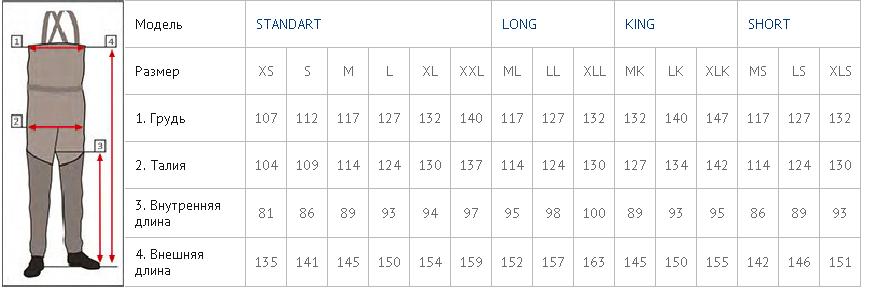 Модель STANDART LONG KING SHORT
Размер XS S M L XL XXL ML LL XLL MK LK XLK MS LS XLS
1. Грудь 107 112 117 127 132 140 117 127 132 132 140 147 117 127 132
2. Талия 104 109 114 124 130 137 114 124 130 127 134 142 114 124 130
3. Внутренняя
длина 81 86 89 93 94 97 95 98 100 89 93 95 86 89 93
4. Внешняя
длина 135 141 145 150 154 159 152 157 163 145 150 155 142 146 151
1 4
2
3